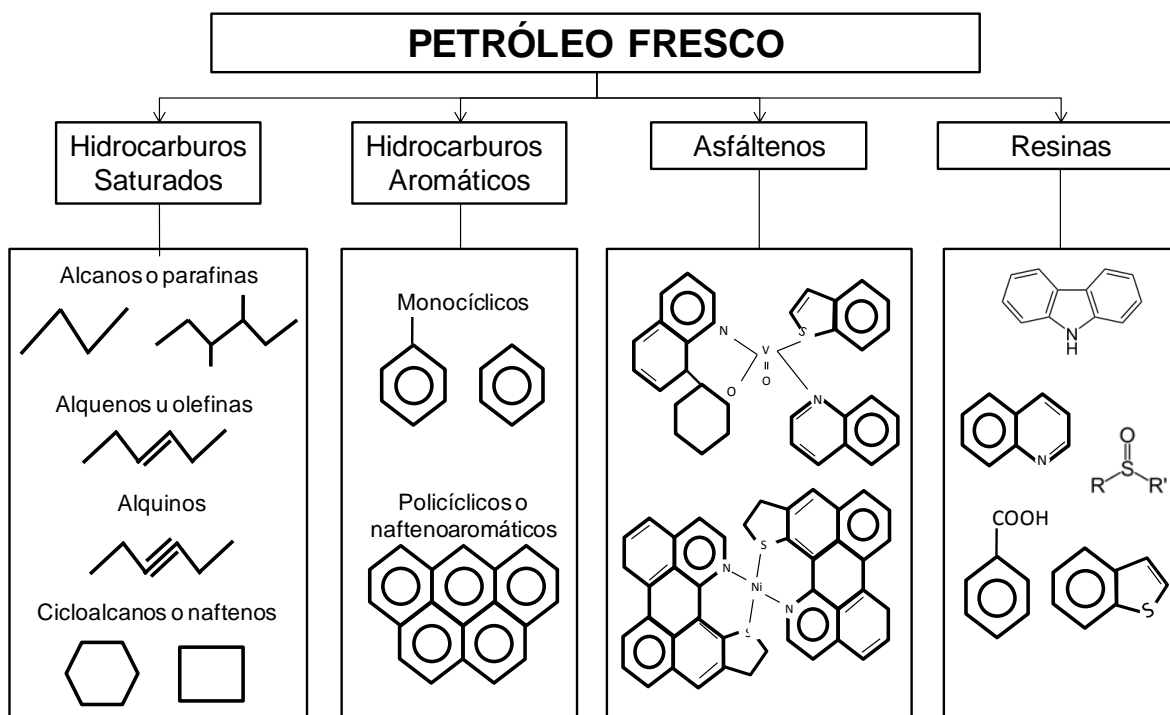 PETRÓLEO FRESCO
Hidrocarburos
Saturados
Hidrocarburos
Aromáticos
Asfáltenos
Resinas
Alcanos o parafinas
Alquenos u olefinas
Alquinos
Cicloalcanos o naftenos
Monocíclicos
Policíclicos o
naftenoaromáticos
N
S
V
O
O
N
S
N
Ni
N
S
N
H
N
O
S
R
R'
COOH
S